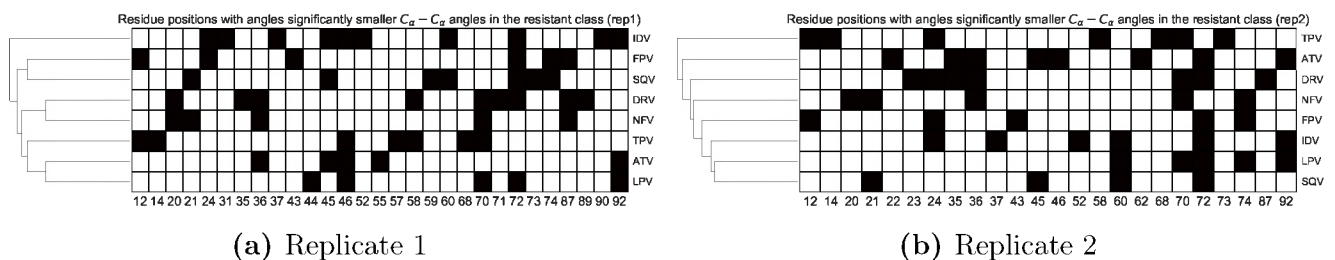 Residue positions with angles significantly smaller Cα − Cα angles in the resistant class (rep1)
IDV
FPV
SQV
DRV
NFV
TPV
ATV
LPV
12 14 20 21 24 31 35 36 37 43 44 45 46 52 55 57 58 59 60 68 70 71 72 73 74 87 89 90 92
(a) Replicate 1
Residue positions with angles significantly smaller Cα − Cα angles in the resistant class (rep2)
TPV
ATV
DRV
NFV
FPV
IDV
LPV
SQV
12 14 20 21 22 23 24 35 36 37 43 45 46 52 58 60 62 68 70 72 73 74 87 92
(b) Replicate 2